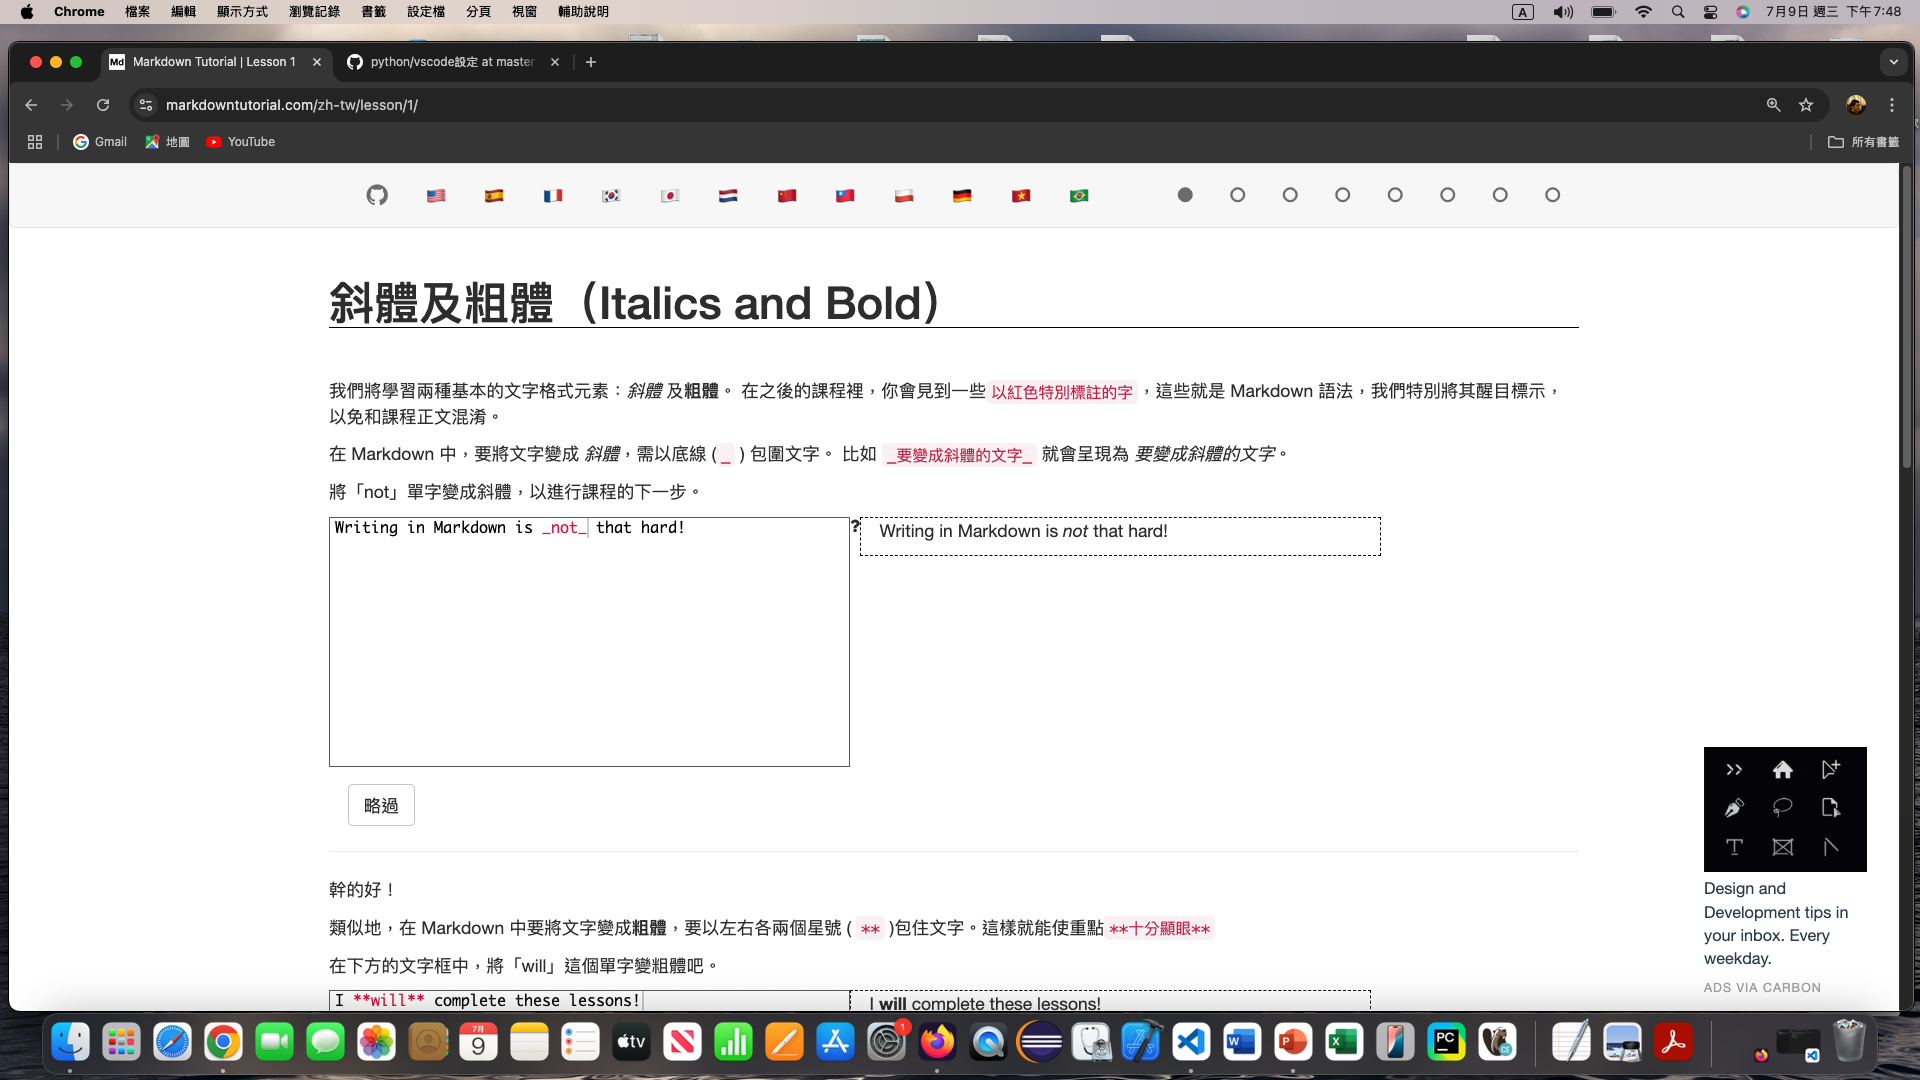 Chrome 檔案 編輯 顯示方式 瀏覽記錄 書籤 設定檔 分頁 視窗 輔助說明 A 7月9日 週三 下午7:48
Md Markdown Tutorial | Lesson 1 python/vscode設定 at master
markdowntutorial.com/zh-tw/lesson/1/
Gmail 地圖 YouTube 所有書籤
斜體及粗體（Italics and Bold）
我們將學習兩種基本的文字格式元素：斜體 及粗體。 在之後的課程裡，你會見到一些 以紅色特別標註的字，這些就是 Markdown 語法，我們特別將其醒目標示，
以免和課程正文混淆。
在 Markdown 中，要將文字變成 斜體，需以底線 ( _ ) 包圍文字。 比如 _要變成斜體的文字_ 就會呈現為 要變成斜體的文字。
將「not」單字變成斜體，以進行課程的下一步。
Writing in Markdown is _not_ that hard! ? Writing in Markdown is not that hard!
略過
幹的好！
類似地，在 Markdown 中要將文字變成粗體，要以左右各兩個星號 ( ** )包住文字。這樣就能使重點 **十分顯眼**
在下方的文字框中，將「will」這個單字變粗體吧。
I **will** complete these lessons! I will complete these lessons!
Design and
Development tips in
your inbox. Every
weekday.
ADS VIA CARBON
7月
9
tv
1
W
P
X
PC
CE